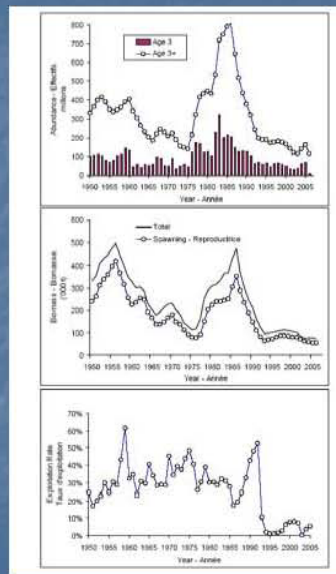 Abundance - Effectifs
millions
800
700
600
500
400
300
200
100
0
Age 3
Age 3+
1950 1955 1960 1965 1970 1975 1980 1985 1990 1995 2000 2005
Year - Année
Biomass - Biomasse
('000t)
600
500
400
300
200
100
0
Total
Spawning - Reproductrice
1950 1955 1960 1965 1970 1975 1980 1985 1990 1995 2000 2005
Year - Année
Exploitation Rate
Taux d'exploitation
70%
60%
50%
40%
30%
20%
10%
0%
1950 1955 1960 1965 1970 1975 1980 1985 1990 1995 2000 2005
Year - Année